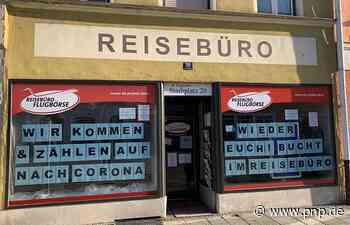 REISEBÜRO
Stadtplatz 20
REISEBÜRO
FLUGBÖRSE
WIR KOMMEN
& ZÄHLEN AUF
NACH CORONA
REISEBÜRO
FLUGBÖRSE
WIEDER
EUCH! BUCHT
IM REISEBÜRO
© www.pnp.de